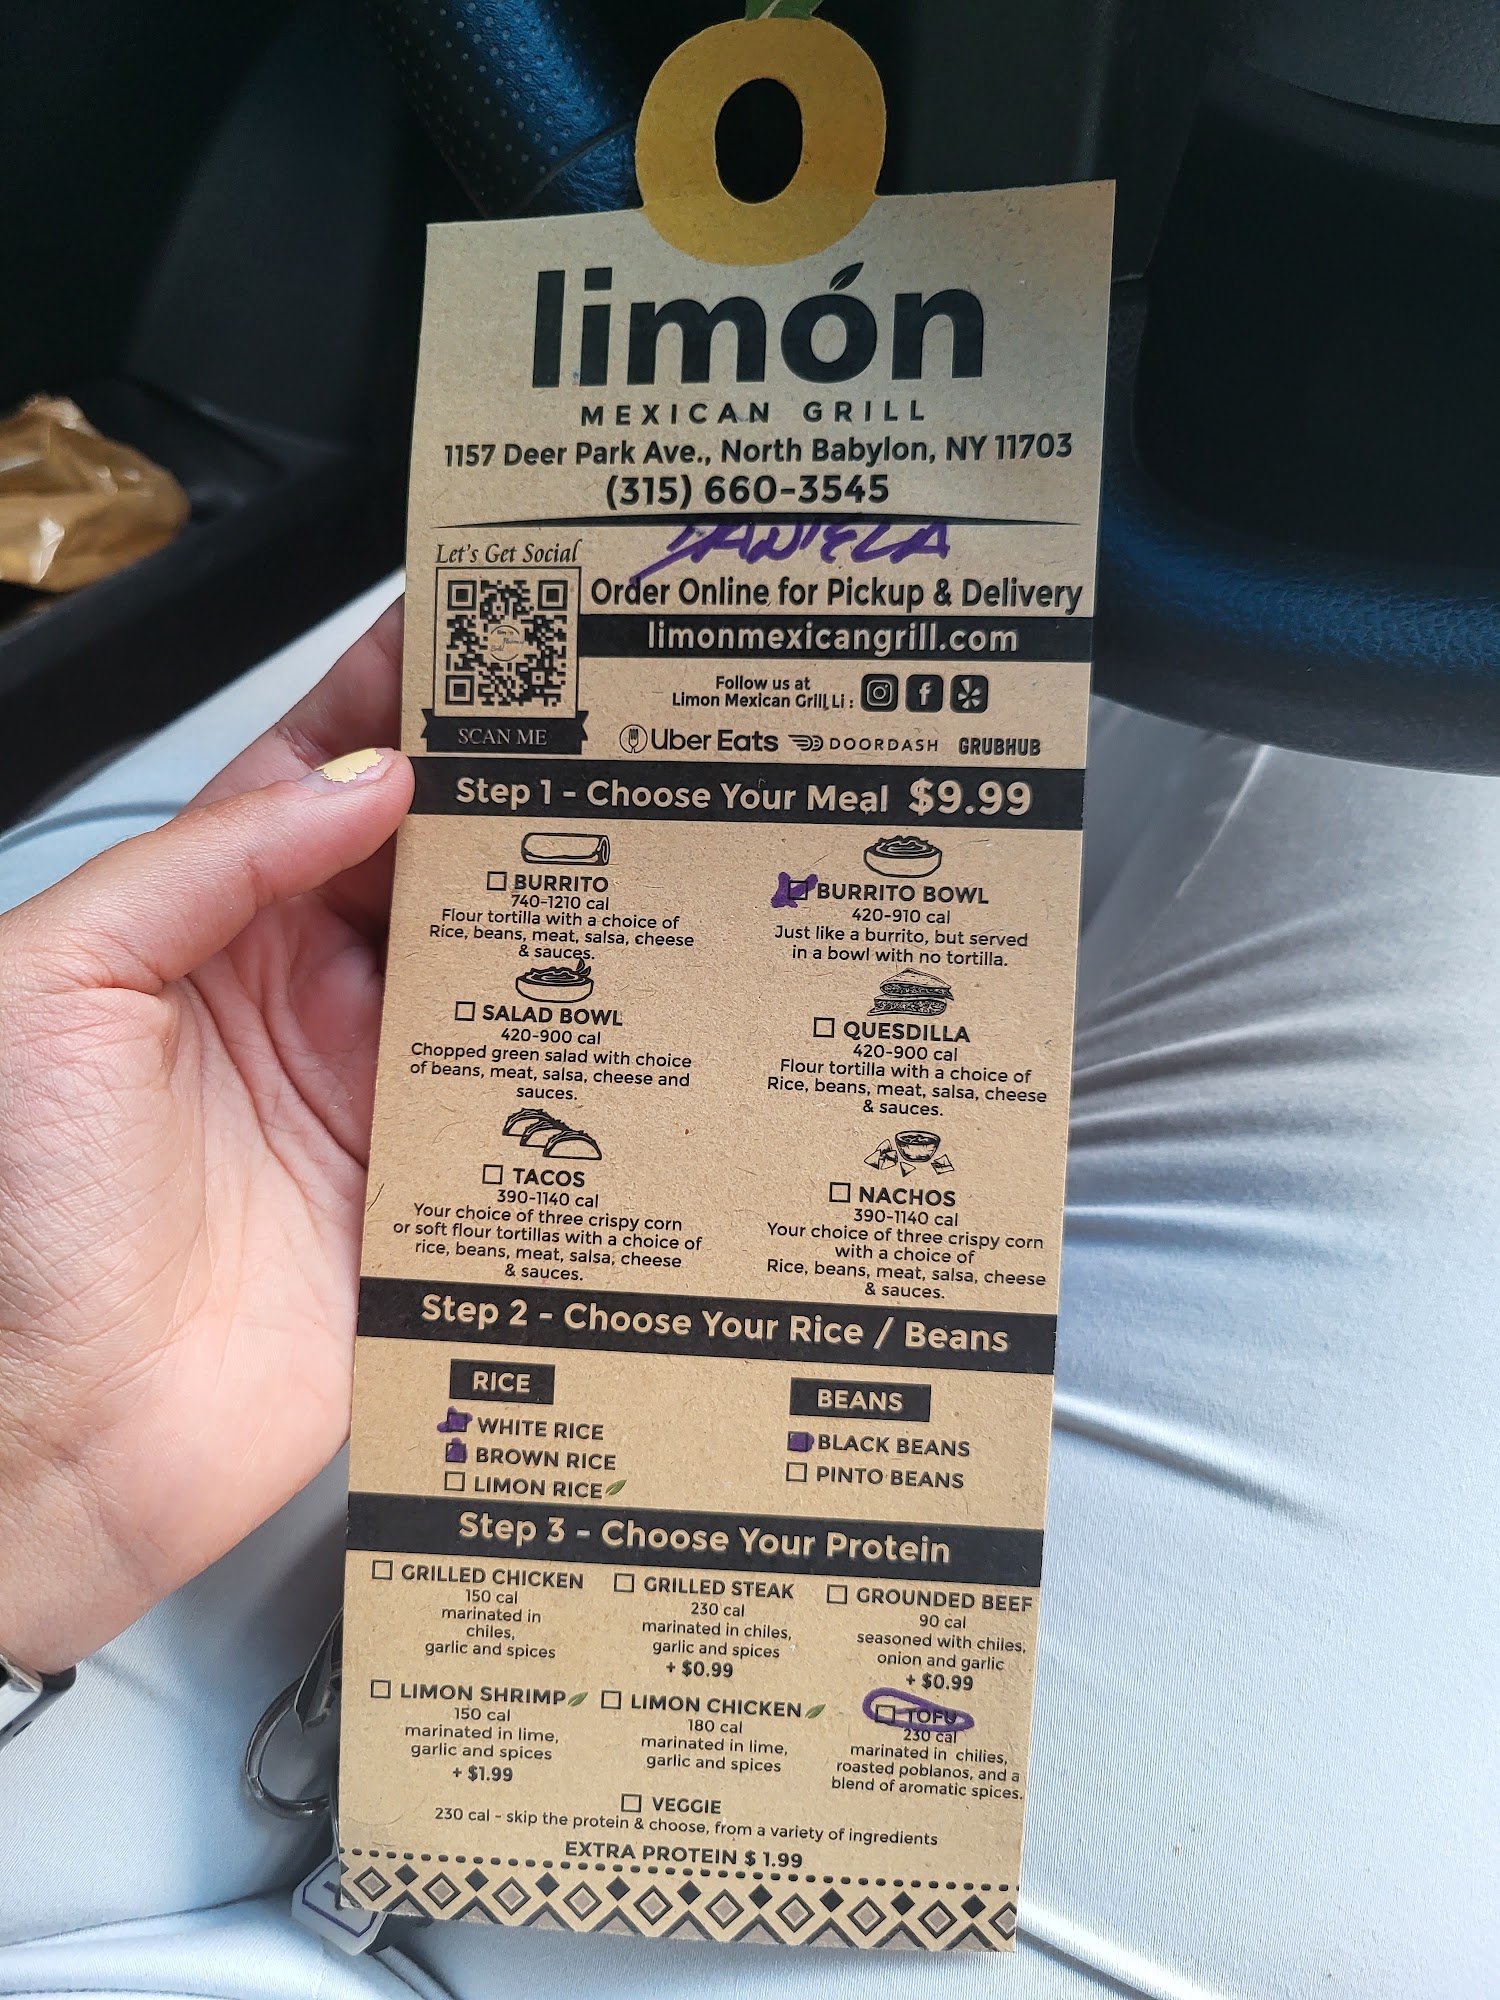 limón
MEXICAN GRILL
1157 Deer Park Ave., North Babylon, NY 11703
(315) 660-3545
DANIELA
Let's Get Social
Order Online for Pickup & Delivery
limonmexicangrill.com
Follow us at
Limon Mexican Grill Li :
SCAN ME
Uber Eats DOORDASH GRUBHUB
Step 1 - Choose Your Meal $9.99
BURRITO
740-1210 cal
Flour tortilla with a choice of
Rice, beans, meat, salsa, cheese
& sauces.
BURRITO BOWL
420-910 cal
Just like a burrito, but served
in a bowl with no tortilla.
SALAD BOWL
420-900 cal
Chopped green salad with choice
of beans, meat, salsa, cheese and
sauces.
QUESDILLA
420-900 cal
Flour tortilla with a choice of
Rice, beans, meat, salsa, cheese
& sauces.
TACOS
390-1140 cal
Your choice of three crispy corn
or soft flour tortillas with a choice of
rice, beans, meat, salsa, cheese
& sauces.
NACHOS
390-1140 cal
Your choice of three crispy corn
with a choice of
Rice, beans, meat, salsa, cheese
& sauces.
Step 2 - Choose Your Rice / Beans
RICE
WHITE RICE
BROWN RICE
LIMON RICE
BEANS
BLACK BEANS
PINTO BEANS
Step 3 - Choose Your Protein
GRILLED CHICKEN
150 cal
marinated in
chiles,
garlic and spices
GRILLED STEAK
230 cal
marinated in chiles,
garlic and spices
+ $0.99
GROUNDED BEEF
90 cal
seasoned with chiles,
onion and garlic
+ $0.99
LIMON SHRIMP
150 cal
marinated in lime,
garlic and spices
+ $1.99
LIMON CHICKEN
180 cal
marinated in lime,
garlic and spices
TOFU
230 cal
marinated in chilies,
roasted poblanos, and a
blend of aromatic spices.
VEGGIE
230 cal - skip the protein & choose, from a variety of ingredients
EXTRA PROTEIN $ 1.99